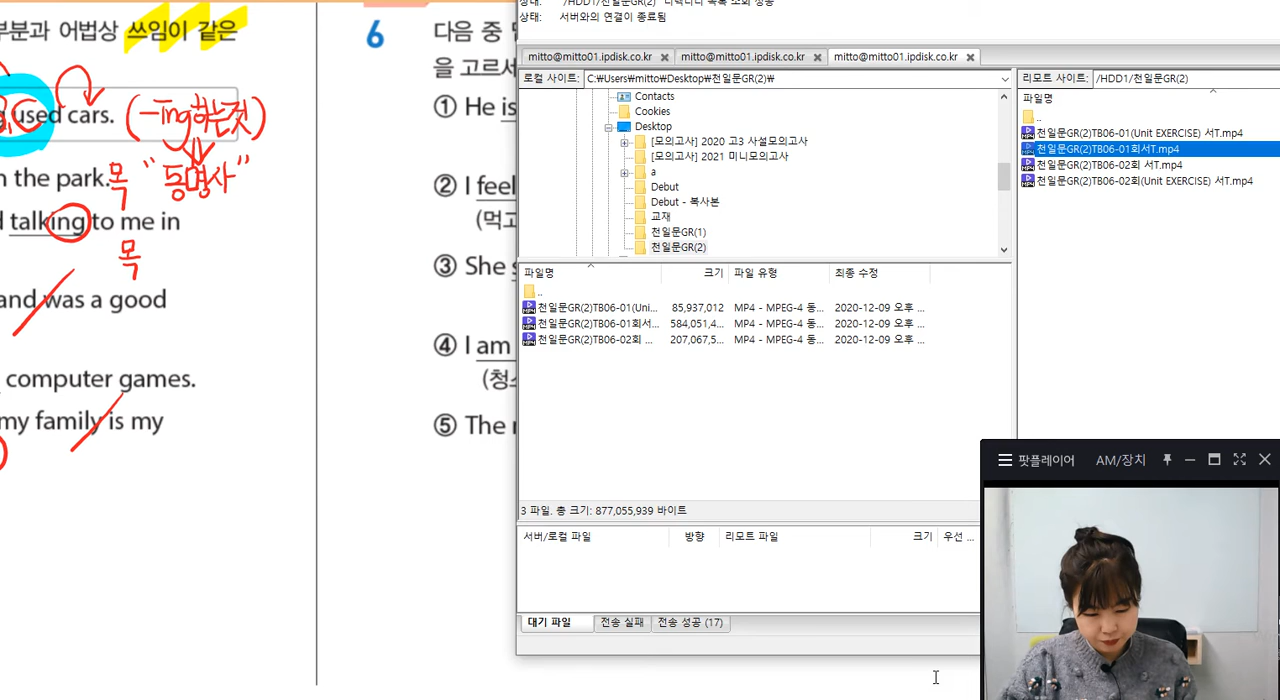 부분과 어법상 쓰임이 같은
used cars. (-ing하는것)
목 "동명사"
n the park.
d talking to me in
목
and was a good
computer games.
my family is my
6
다음 중
을 고르세
① He is
② I feel
(먹고
③ She
④ I am
(청소
⑤ The
/HDD1/천일문GR(2)" 디렉터리 목록 조회 성공
상태: 서버와의 연결이 종료됨
mitto@mitto01.ipdisk.co.kr mitto@mitto01.ipdisk.co.kr mitto@mitto01.ipdisk.co.kr
로컬 사이트: C:₩Users₩mitto₩Desktop₩천일문GR(2)₩
Contacts
Cookies
Desktop
[모의고사] 2020 고3 사설모의고사
[모의고사] 2021 미니모의고사
a
Debut
Debut - 복사본
교재
천일문GR(1)
천일문GR(2)
파일명 크기 파일 유형 최종 수정
..
천일문GR(2)TB06-01(Uni... 85,937,012 MP4 - MPEG-4 동... 2020-12-09 오후 ...
천일문GR(2)TB06-01회서... 584,051,4... MP4 - MPEG-4 동... 2020-12-09 오후 ...
천일문GR(2)TB06-02회 ... 207,067,5... MP4 - MPEG-4 동... 2020-12-09 오후 ...
3 파일. 총 크기: 877,055,939 바이트
서버/로컬 파일 방향 리모트 파일 크기 우선 ...
대기 파일 전송 실패 전송 성공 (17)
리모트 사이트: /HDD1/천일문GR(2)
파일명
..
천일문GR(2)TB06-01(Unit EXERCISE) 서T.mp4
천일문GR(2)TB06-01회서T.mp4
천일문GR(2)TB06-02회 서T.mp4
천일문GR(2)TB06-02회(Unit EXERCISE) 서T.mp4
팟플레이어 AM/장치